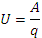 U = A/q